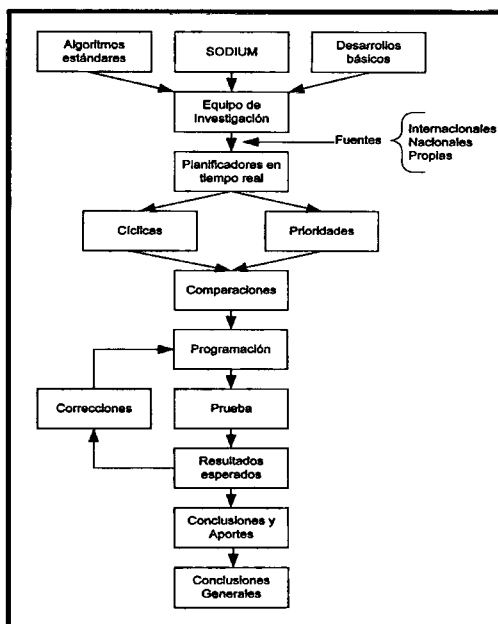 Algoritmos
estándares
SODIUM
Desarrollos
básicos
Equipo de
Investigación
Fuentes
Internacionales
Nacionales
Propias
Planificadores en
tiempo real
Cíclicas
Prioridades
Comparaciones
Programación
Correcciones
Prueba
Resultados
esperados
Conclusiones y
Aportes
Conclusiones
Generales